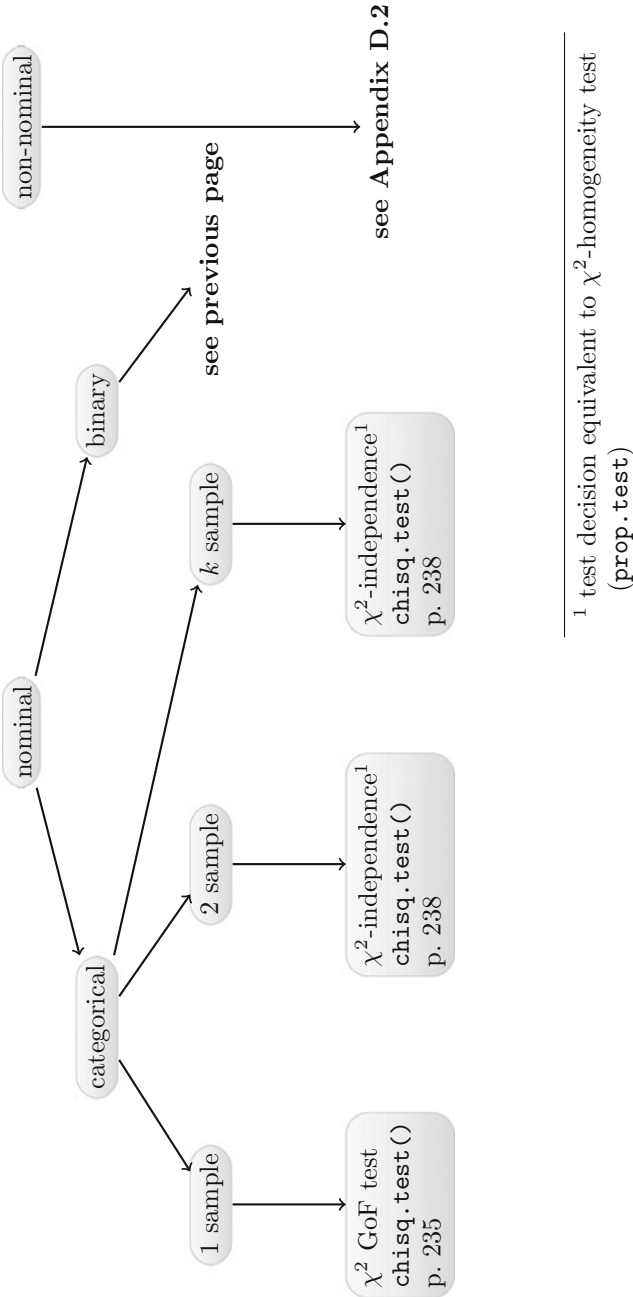 nominal
non-nominal
categorical
binary
1 sample
2 sample
k sample
see previous page
χ² GoF test
chisq.test()
p. 235
χ²-independence¹
chisq.test()
p. 238
χ²-independence¹
chisq.test()
p. 238
see Appendix D.2
¹ test decision equivalent to χ²-homogeneity test
(prop.test)